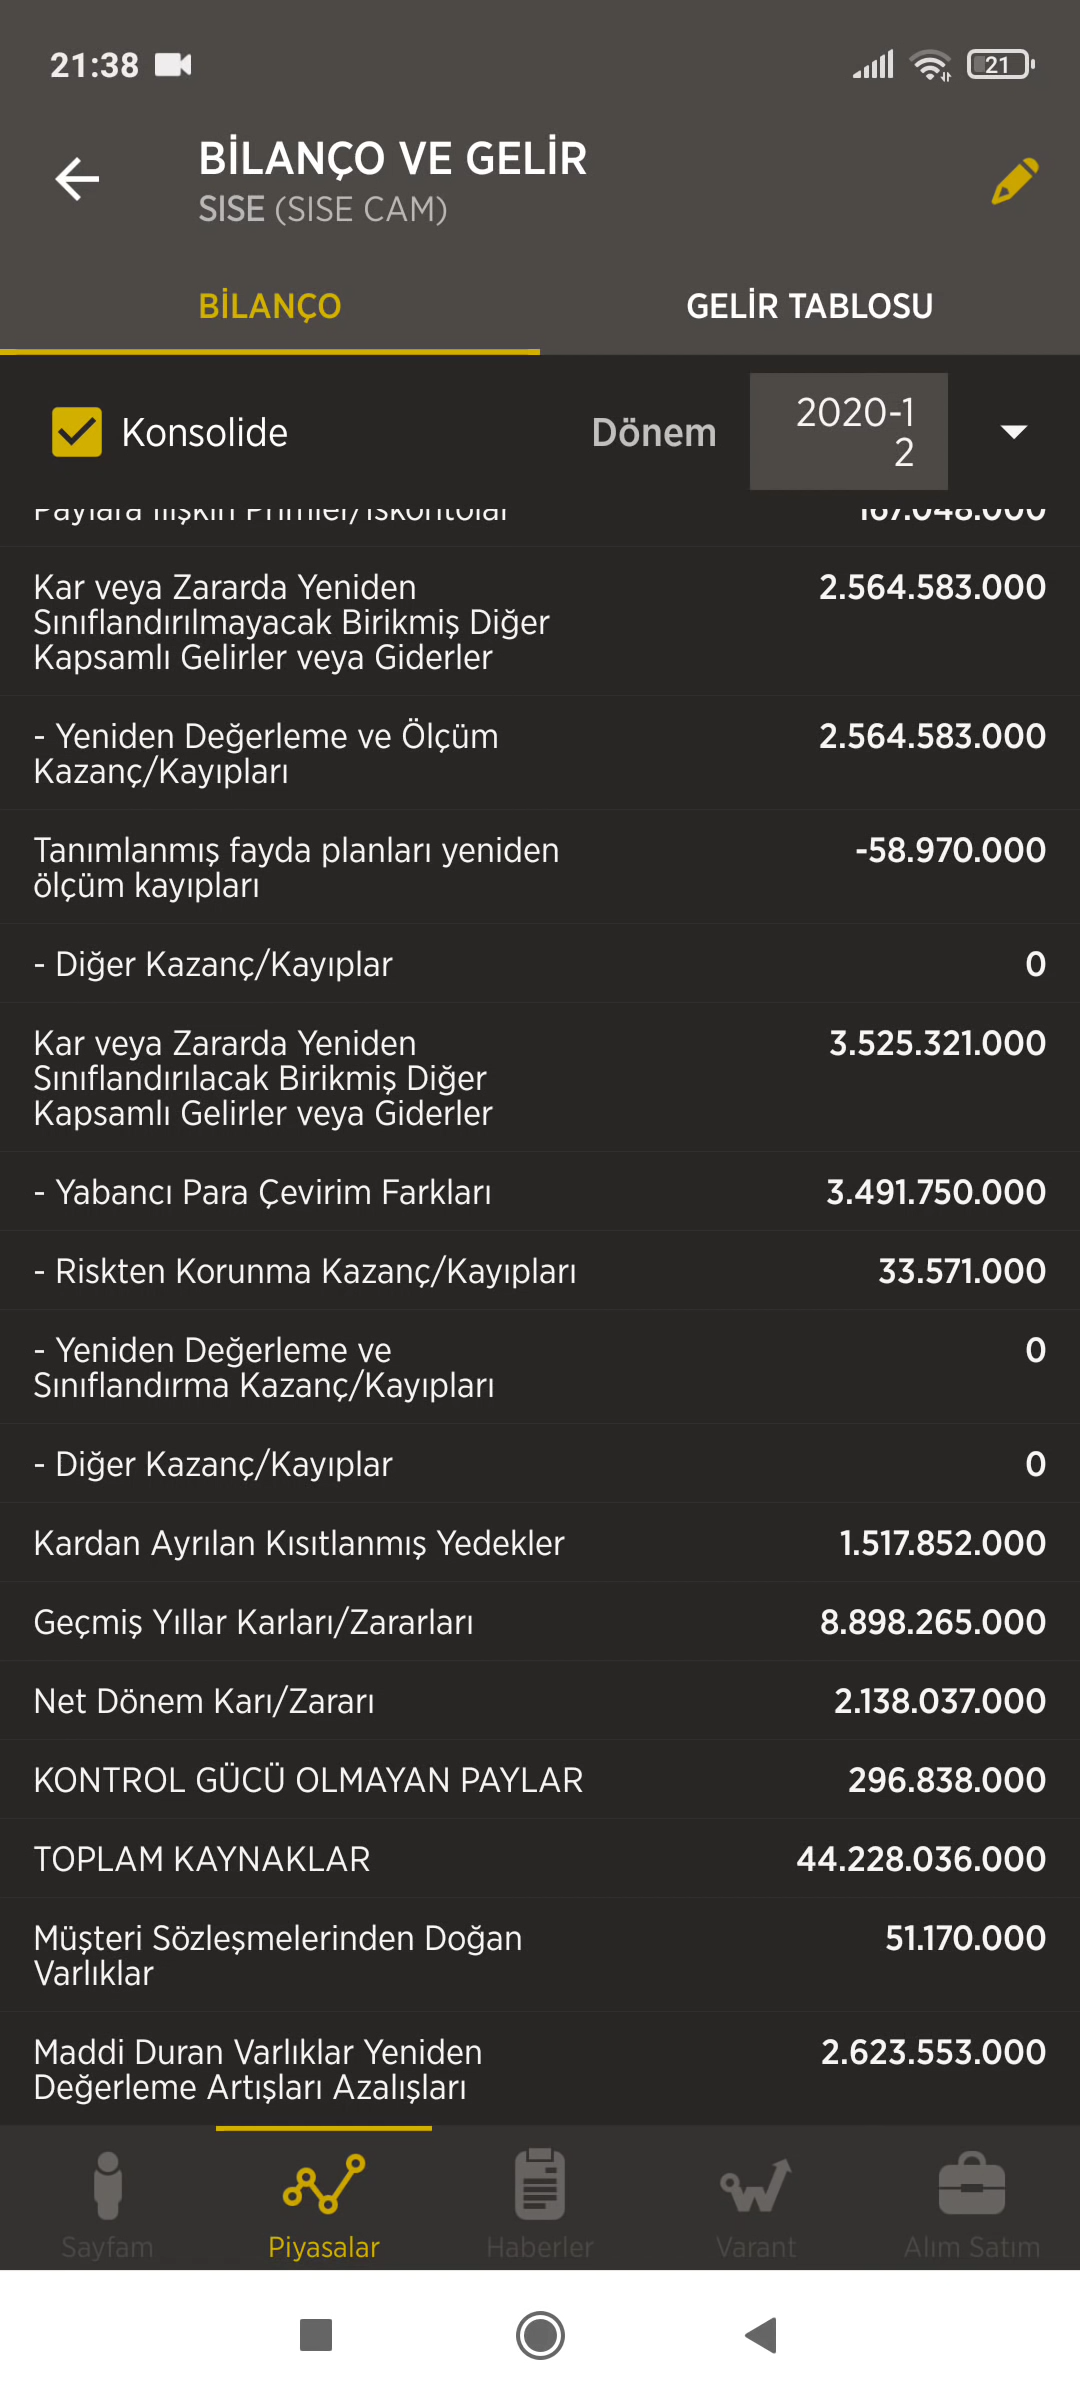 21:38
21
BİLANÇO VE GELİR
SISE (SISE CAM)
BİLANÇO
GELİR TABLOSU
Konsolide
Dönem
2020-1
2
Paylara İlişkin Primler/İskontolar 167.048.000
Kar veya Zararda Yeniden 2.564.583.000
Sınıflandırılmayacak Birikmiş Diğer
Kapsamlı Gelirler veya Giderler
- Yeniden Değerleme ve Ölçüm 2.564.583.000
Kazanç/Kayıpları
Tanımlanmış fayda planları yeniden -58.970.000
ölçüm kayıpları
- Diğer Kazanç/Kayıplar 0
Kar veya Zararda Yeniden 3.525.321.000
Sınıflandırılacak Birikmiş Diğer
Kapsamlı Gelirler veya Giderler
- Yabancı Para Çevirim Farkları 3.491.750.000
- Riskten Korunma Kazanç/Kayıpları 33.571.000
- Yeniden Değerleme ve 0
Sınıflandırma Kazanç/Kayıpları
- Diğer Kazanç/Kayıplar 0
Kardan Ayrılan Kısıtlanmış Yedekler 1.517.852.000
Geçmiş Yıllar Karları/Zararları 8.898.265.000
Net Dönem Karı/Zararı 2.138.037.000
KONTROL GÜCÜ OLMAYAN PAYLAR 296.838.000
TOPLAM KAYNAKLAR 44.228.036.000
Müşteri Sözleşmelerinden Doğan 51.170.000
Varlıklar
Maddi Duran Varlıklar Yeniden 2.623.553.000
Değerleme Artışları Azalışları
Sayfam
Piyasalar
Haberler
Varant
Alım Satım